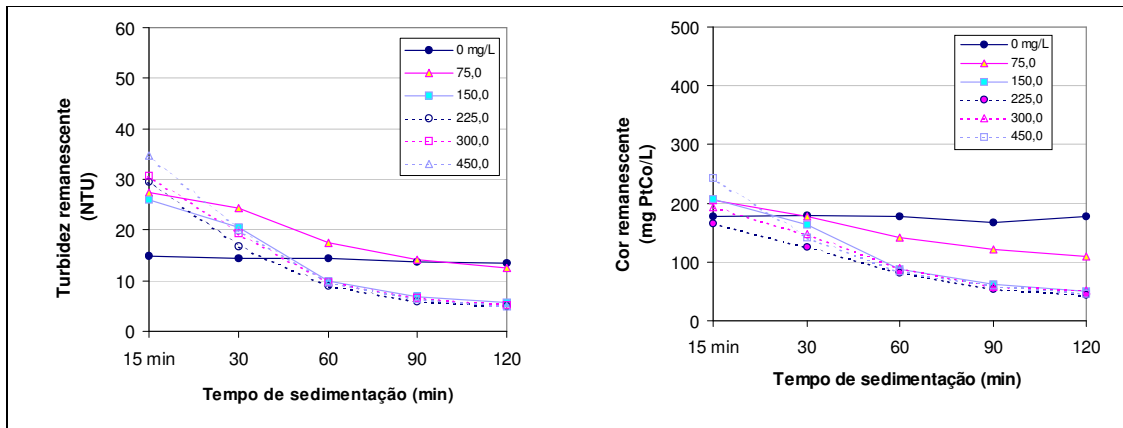 Turbidez remanescente
(NTU)
60
50
40
30
20
10
0
15 min 30 60 90 120
Tempo de sedimentação (min)
0 mg/L
75,0
150,0
225,0
300,0
450,0
Cor remanescente
(mg PtCo/L)
500
400
300
200
100
0
15 min 30 60 90 120
Tempo de sedimentação (min)
0 mg/L
75,0
150,0
225,0
300,0
450,0